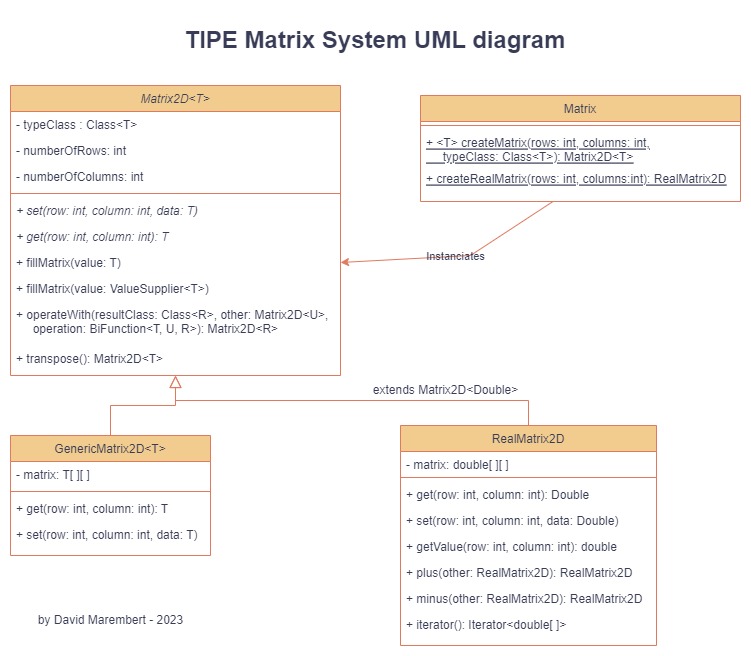 TIPE Matrix System UML diagram
Matrix2D<T>
- typeClass : Class<T>
- numberOfRows: int
- numberOfColumns: int
+ set(row: int, column: int, data: T)
+ get(row: int, column: int): T
+ fillMatrix(value: T)
+ fillMatrix(value: ValueSupplier<T>)
+ operateWith(resultClass: Class<R>, other: Matrix2D<U>,
operation: BiFunction<T, U, R>): Matrix2D<R>
+ transpose(): Matrix2D<T>
Matrix
+ <T> createMatrix(rows: int, columns: int,
typeClass: Class<T>): Matrix2D<T>
+ createRealMatrix(rows: int, columns:int): RealMatrix2D
Instanciates
extends Matrix2D<Double>
GenericMatrix2D<T>
- matrix: T[ ][ ]
+ get(row: int, column: int): T
+ set(row: int, column: int, data: T)
RealMatrix2D
- matrix: double[ ][ ]
+ get(row: int, column: int): Double
+ set(row: int, column: int, data: Double)
+ getValue(row: int, column: int): double
+ plus(other: RealMatrix2D): RealMatrix2D
+ minus(other: RealMatrix2D): RealMatrix2D
+ iterator(): Iterator<double[ ]>
by David Marembert - 2023